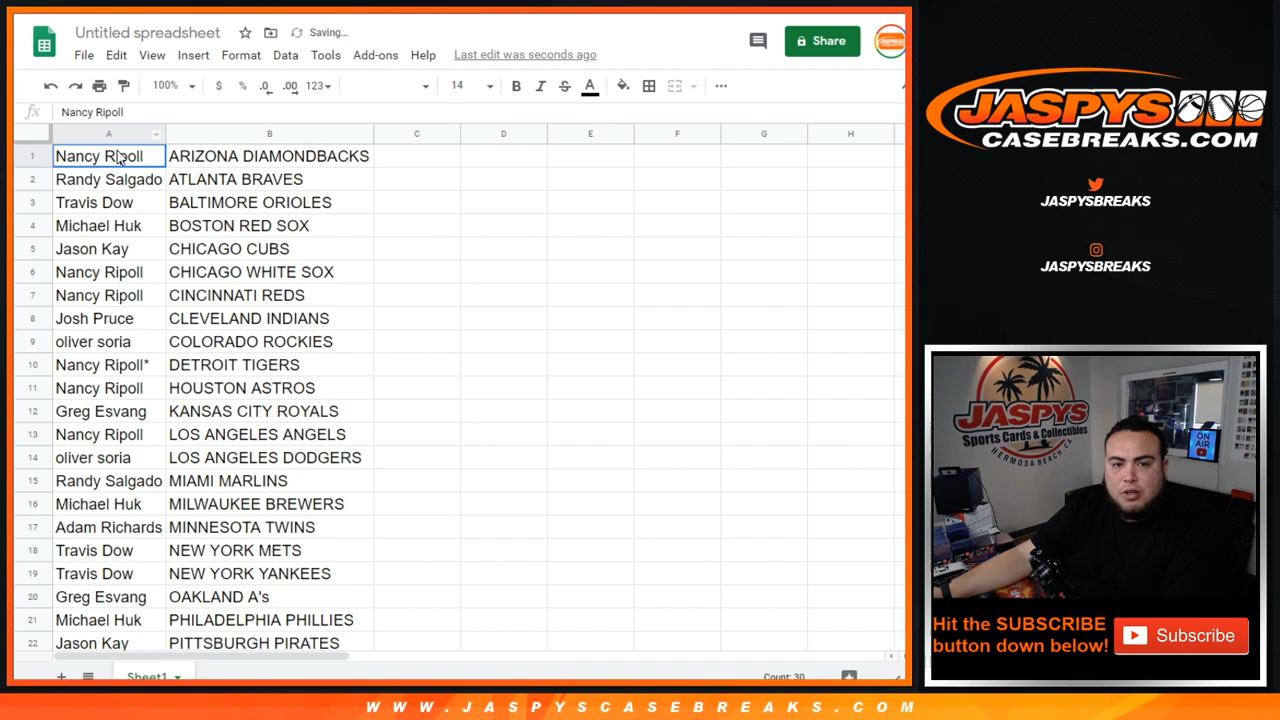 Untitled spreadsheet Saving...
File Edit View Insert Format Data Tools Add-ons Help Last edit was seconds ago
Share
100% $ % .0 .00 123 14 B I S A
fx Nancy Ripoll
A B C D E F G H
1 Nancy Ripoll ARIZONA DIAMONDBACKS
2 Randy Salgado ATLANTA BRAVES
3 Travis Dow BALTIMORE ORIOLES
4 Michael Huk BOSTON RED SOX
5 Jason Kay CHICAGO CUBS
6 Nancy Ripoll CHICAGO WHITE SOX
7 Nancy Ripoll CINCINNATI REDS
8 Josh Pruce CLEVELAND INDIANS
9 oliver soria COLORADO ROCKIES
10 Nancy Ripoll* DETROIT TIGERS
11 Nancy Ripoll HOUSTON ASTROS
12 Greg Esvang KANSAS CITY ROYALS
13 Nancy Ripoll LOS ANGELES ANGELS
14 oliver soria LOS ANGELES DODGERS
15 Randy Salgado MIAMI MARLINS
16 Michael Huk MILWAUKEE BREWERS
17 Adam Richards MINNESOTA TWINS
18 Travis Dow NEW YORK METS
19 Travis Dow NEW YORK YANKEES
20 Greg Esvang OAKLAND A's
21 Michael Huk PHILADELPHIA PHILLIES
22 Jason Kay PITTSBURGH PIRATES
Sheet1 Count: 30
JASPYS
CASEBREAKS.COM
JASPYSBREAKS
JASPYSBREAKS
JASPYS
Sports Cards & Collectibles
HERMOSA BEACH, CA
ON
AIR
Hit the SUBSCRIBE
button down below!
Subscribe
WWW.JASPYSCASEBREAKS.COM